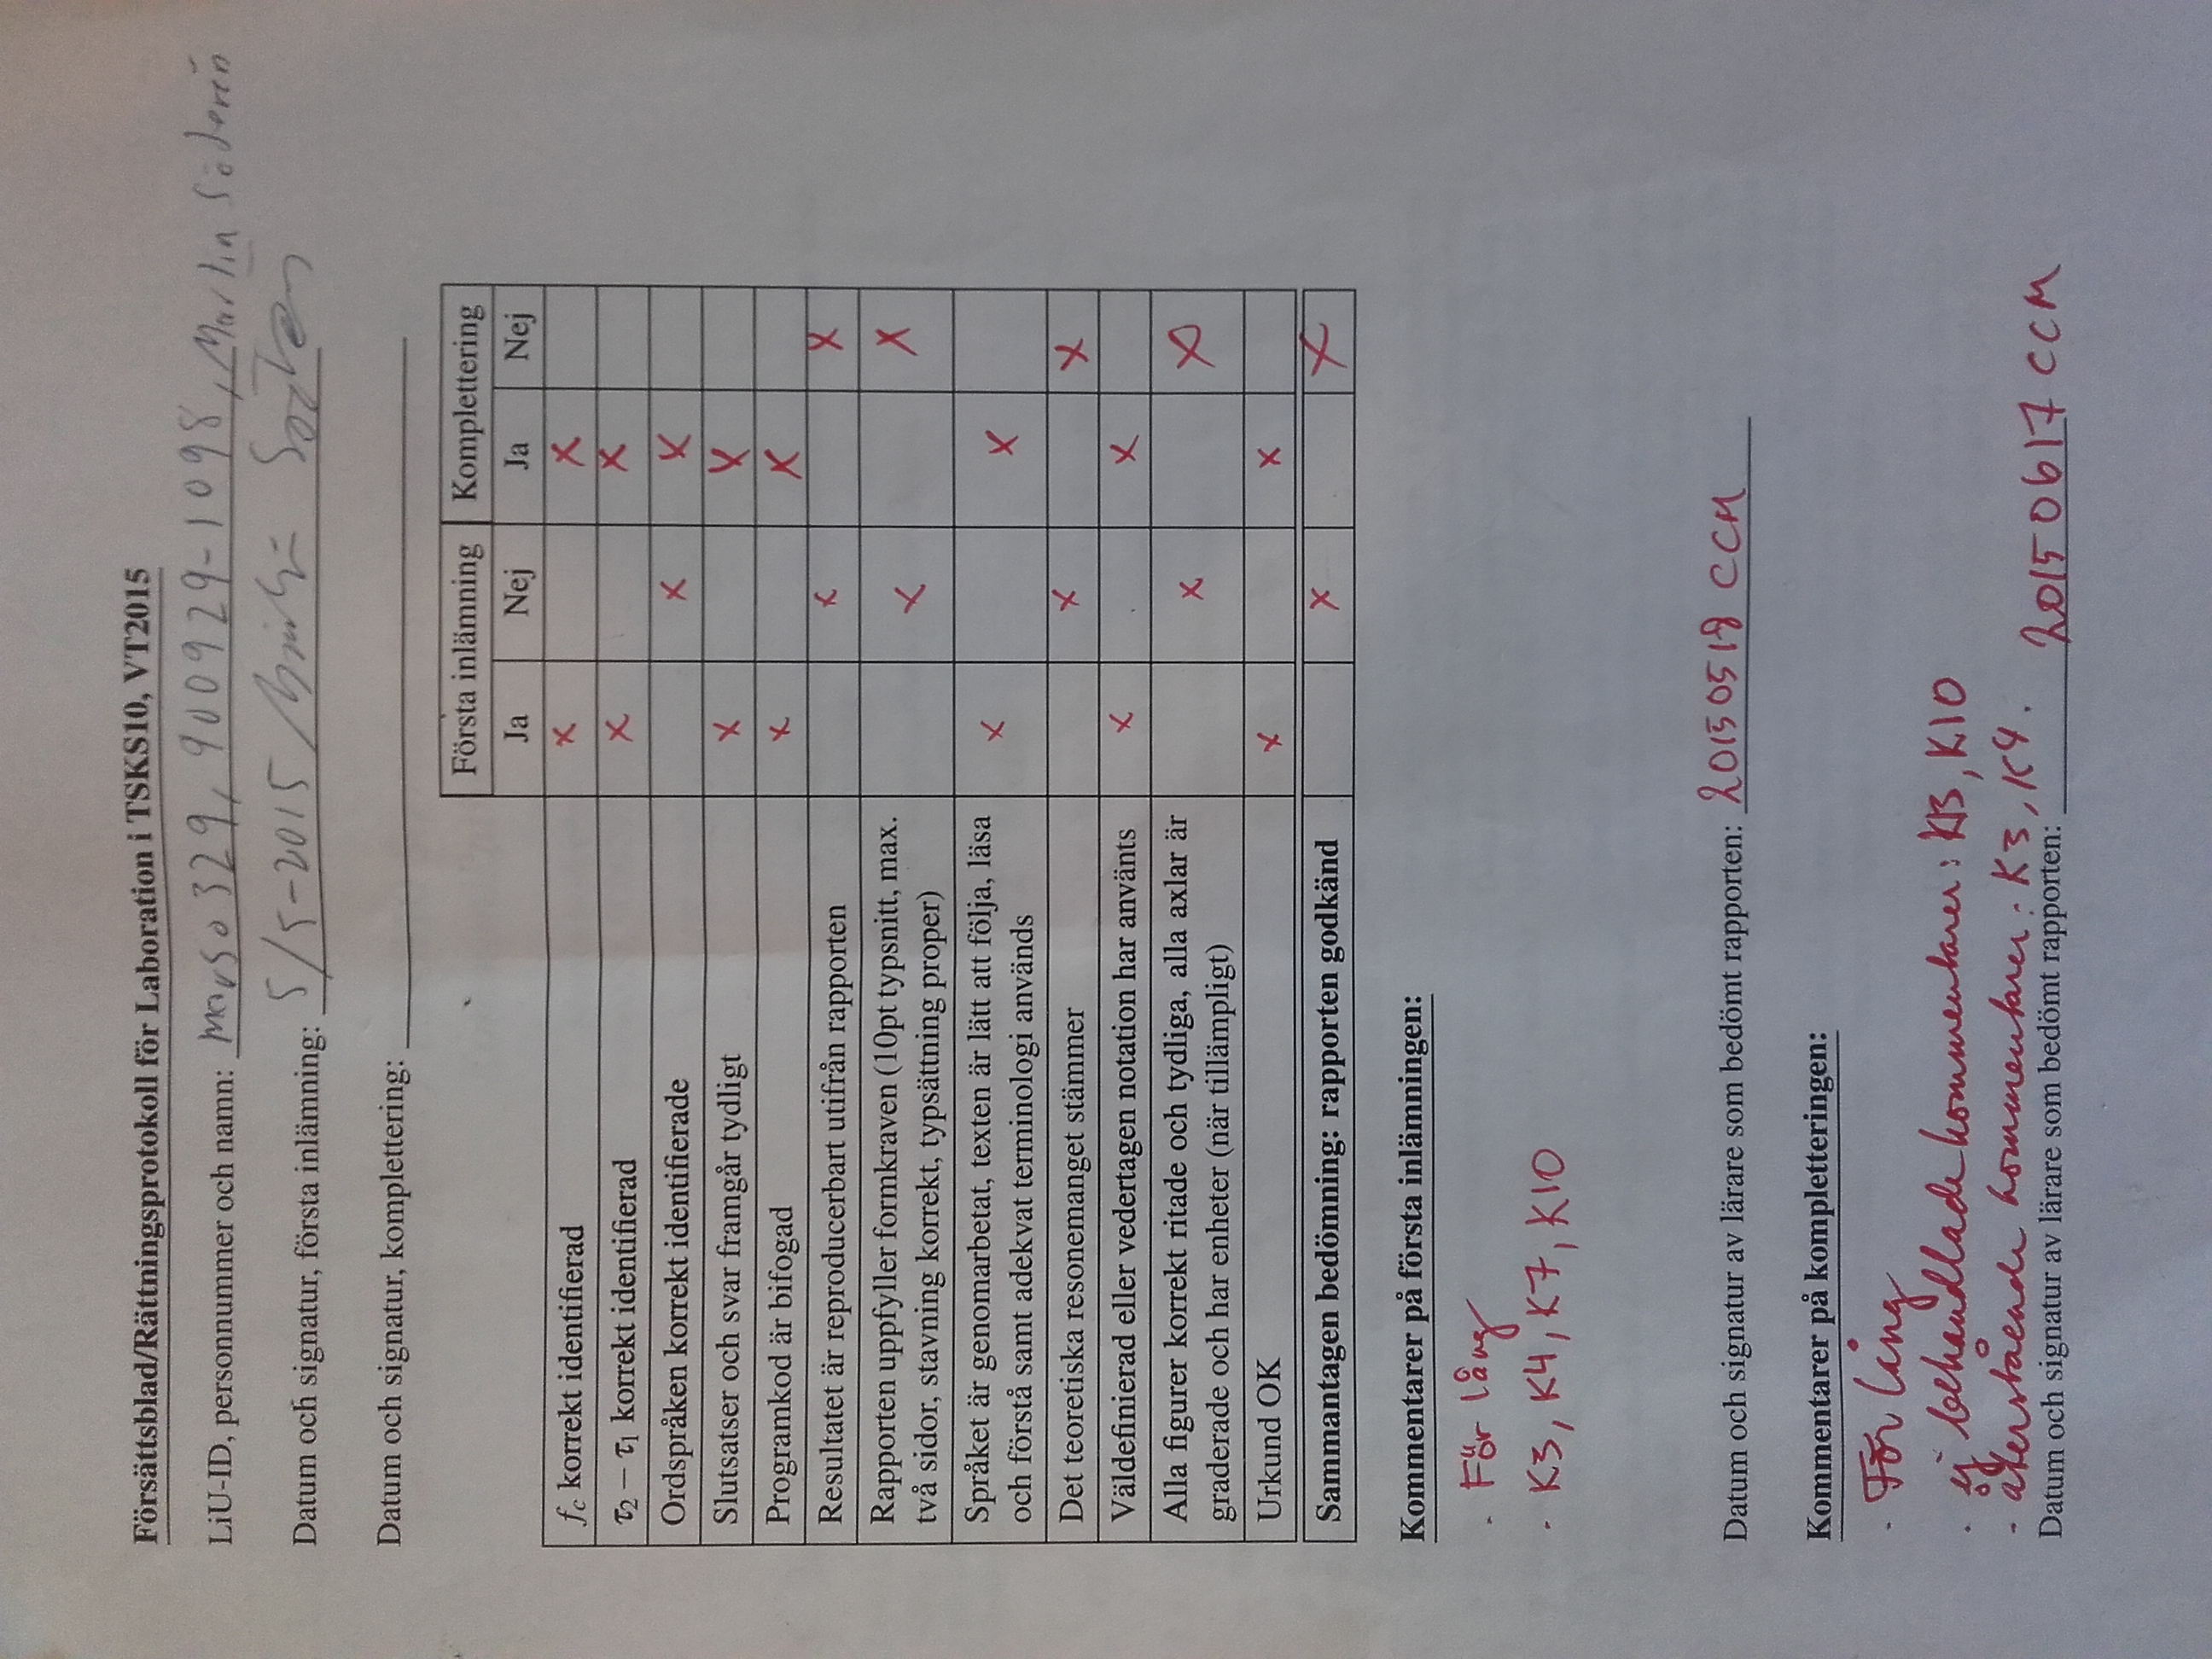 Försättsblad/Rättningsprotokoll för Laboration i TSKS10, VT2015
LiU-ID, personnummer och namn: marso329, 900929-1098, Martin Söderén
Datum och signatur, första inlämning: 5/5-2015
Datum och signatur, komplettering:
Första inlämning Komplettering
Ja Nej Ja Nej
fc korrekt identifierad x x
τ2 − τ1 korrekt identifierad x x
Ordspråken korrekt identifierade x x
Slutsatser och svar framgår tydligt x x
Programkod är bifogad x x
Resultatet är reproducerbart utifrån rapporten x x
Rapporten uppfyller formkraven (10pt typsnitt, max.
två sidor, stavning korrekt, typsättning proper) x x
Språket är genomarbetat, texten är lätt att följa, läsa
och förstå samt adekvat terminologi används x x
Det teoretiska resonemanget stämmer x x
Väldefinierad eller vedertagen notation har använts x x
Alla figurer korrekt ritade och tydliga, alla axlar är
graderade och har enheter (när tillämpligt) x x
Urkund OK x x
Sammantagen bedömning: rapporten godkänd x x
Kommentarer på första inlämningen:
- För lång
- K3, K4, K7, K10
Datum och signatur av lärare som bedömt rapporten: 20150518 CCM
Kommentarer på kompletteringen:
- För lång
- ej behandlade kommentarer: K10
- återstående kommentarer: K3, K4.
Datum och signatur av lärare som bedömt rapporten: 20150617 CCM